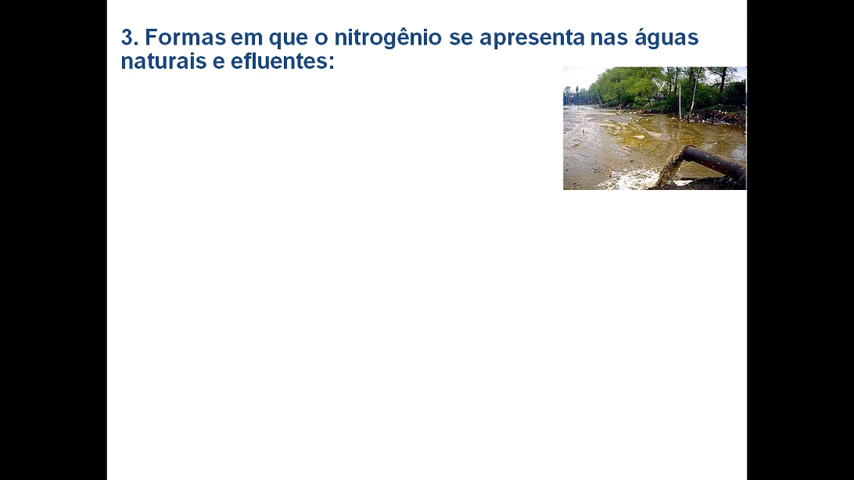 3. Formas em que o nitrogênio se apresenta nas águas
naturais e efluentes: